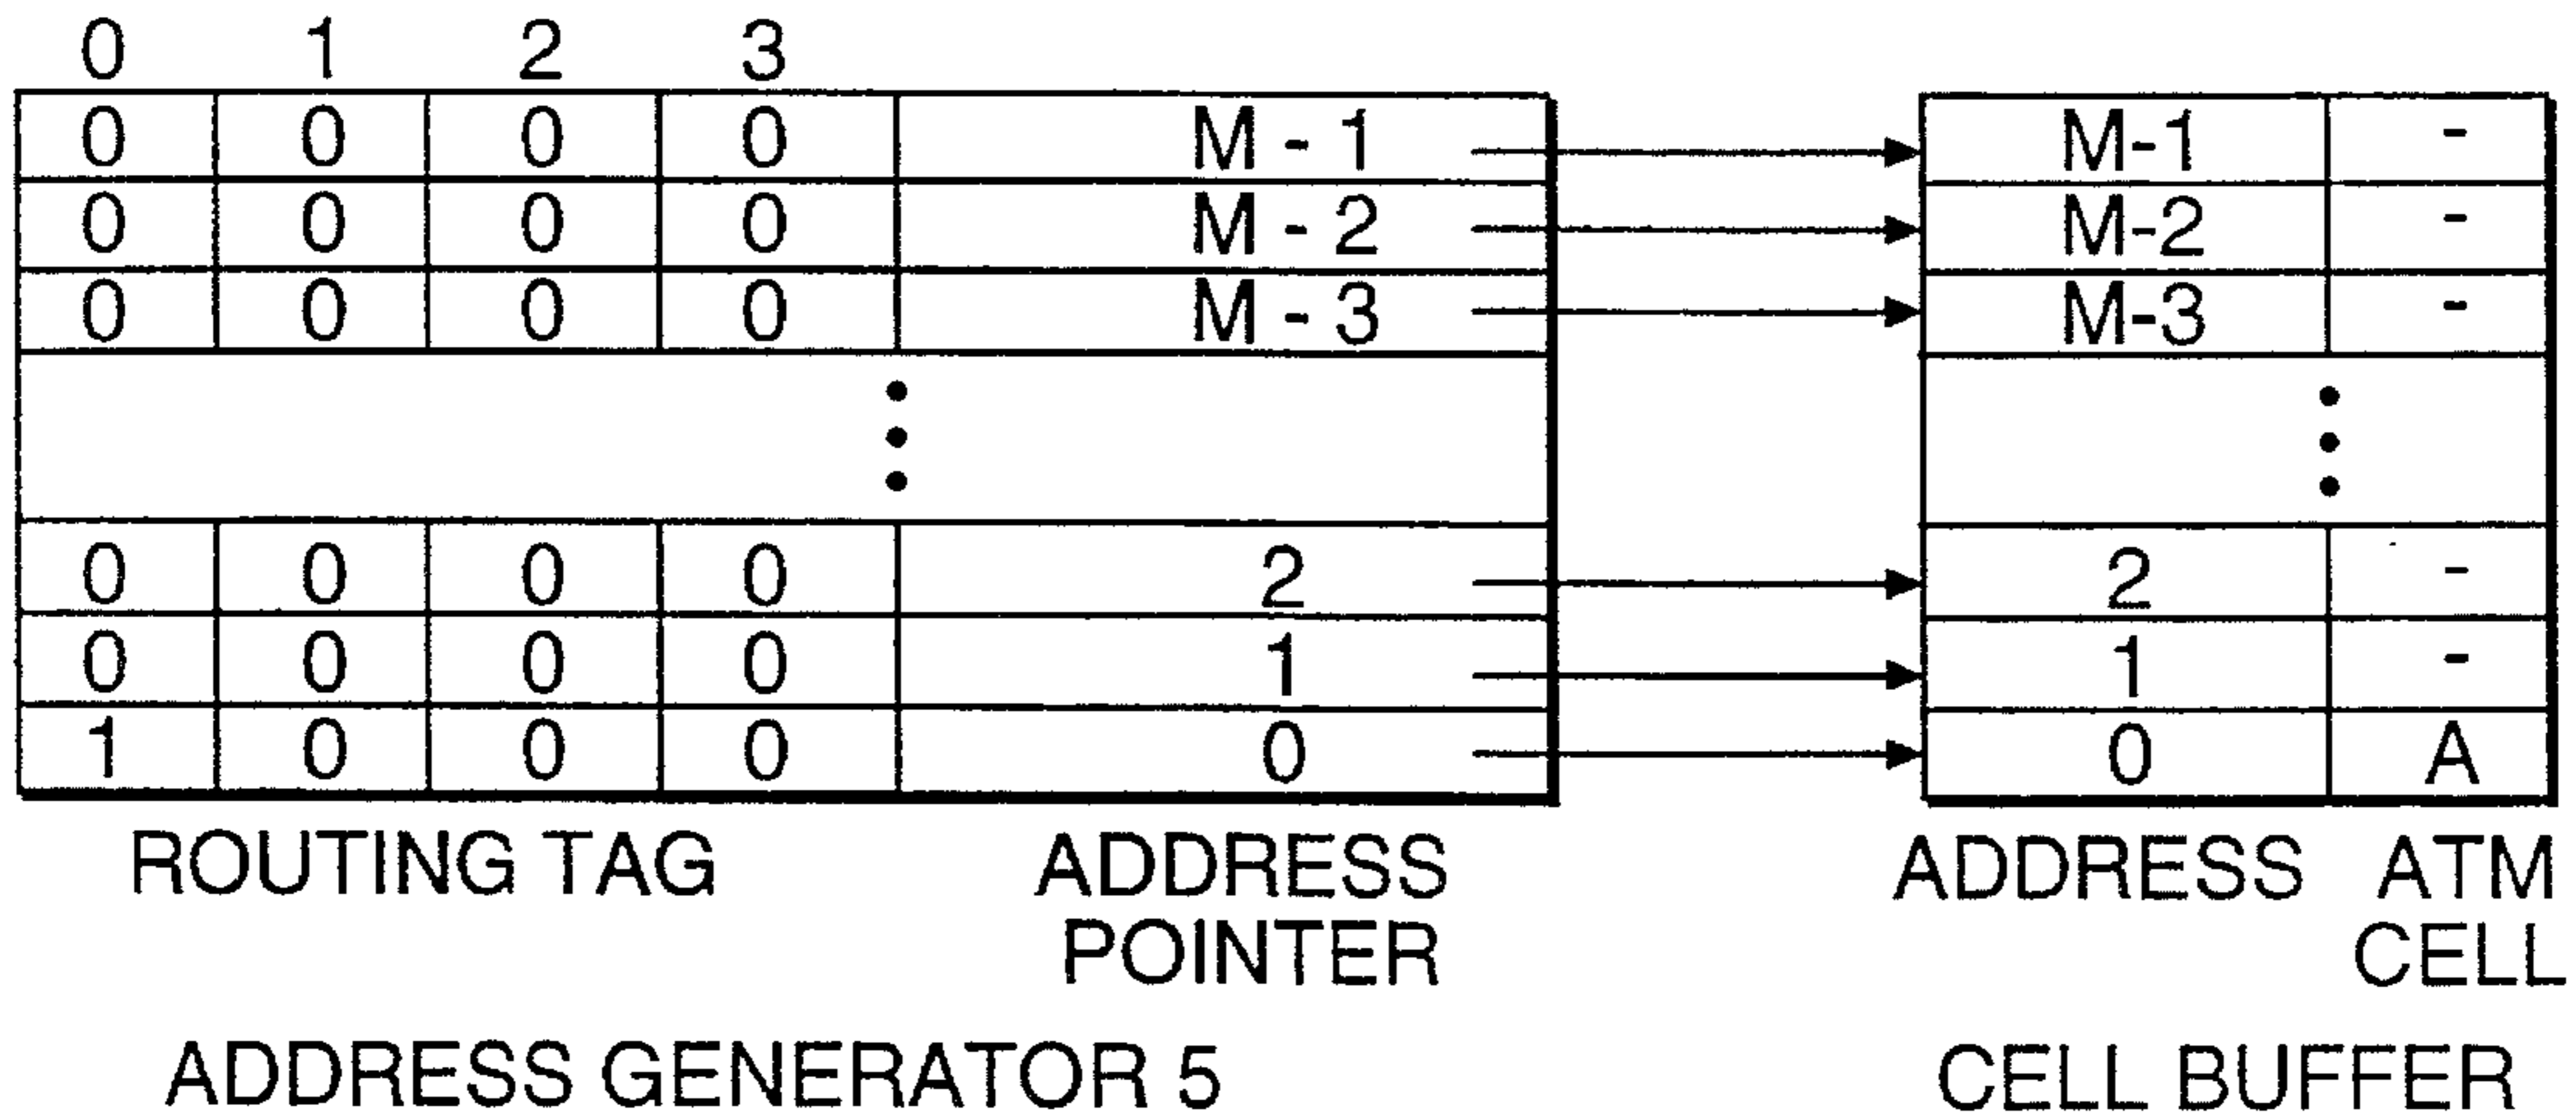 0 1 2 3
0 0 0 0 M - 1 M-1 -
0 0 0 0 M - 2 M-2 -
0 0 0 0 M - 3 M-3 -
0 0 0 0 2 2 -
0 0 0 0 1 1 -
1 0 0 0 0 0 A
ROUTING TAG ADDRESS POINTER ADDRESS ATM CELL
ADDRESS GENERATOR 5 CELL BUFFER